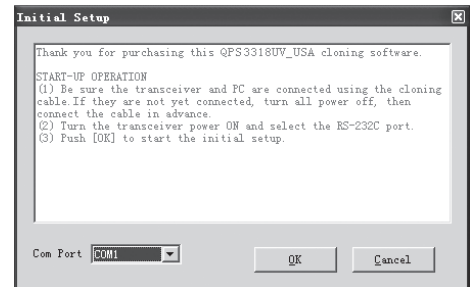 Initial Setup
Thank you for purchasing this QPS3318UV_USA cloning software.
START-UP OPERATION
(1) Be sure the transceiver and PC are connected using the cloning
cable.If they are not yet connected, turn all power off, then
connect the cable in advance.
(2) Turn the transceiver power ON and select the RS-232C port.
(3) Push [OK] to start the initial setup.
Com Port COM1 OK Cancel